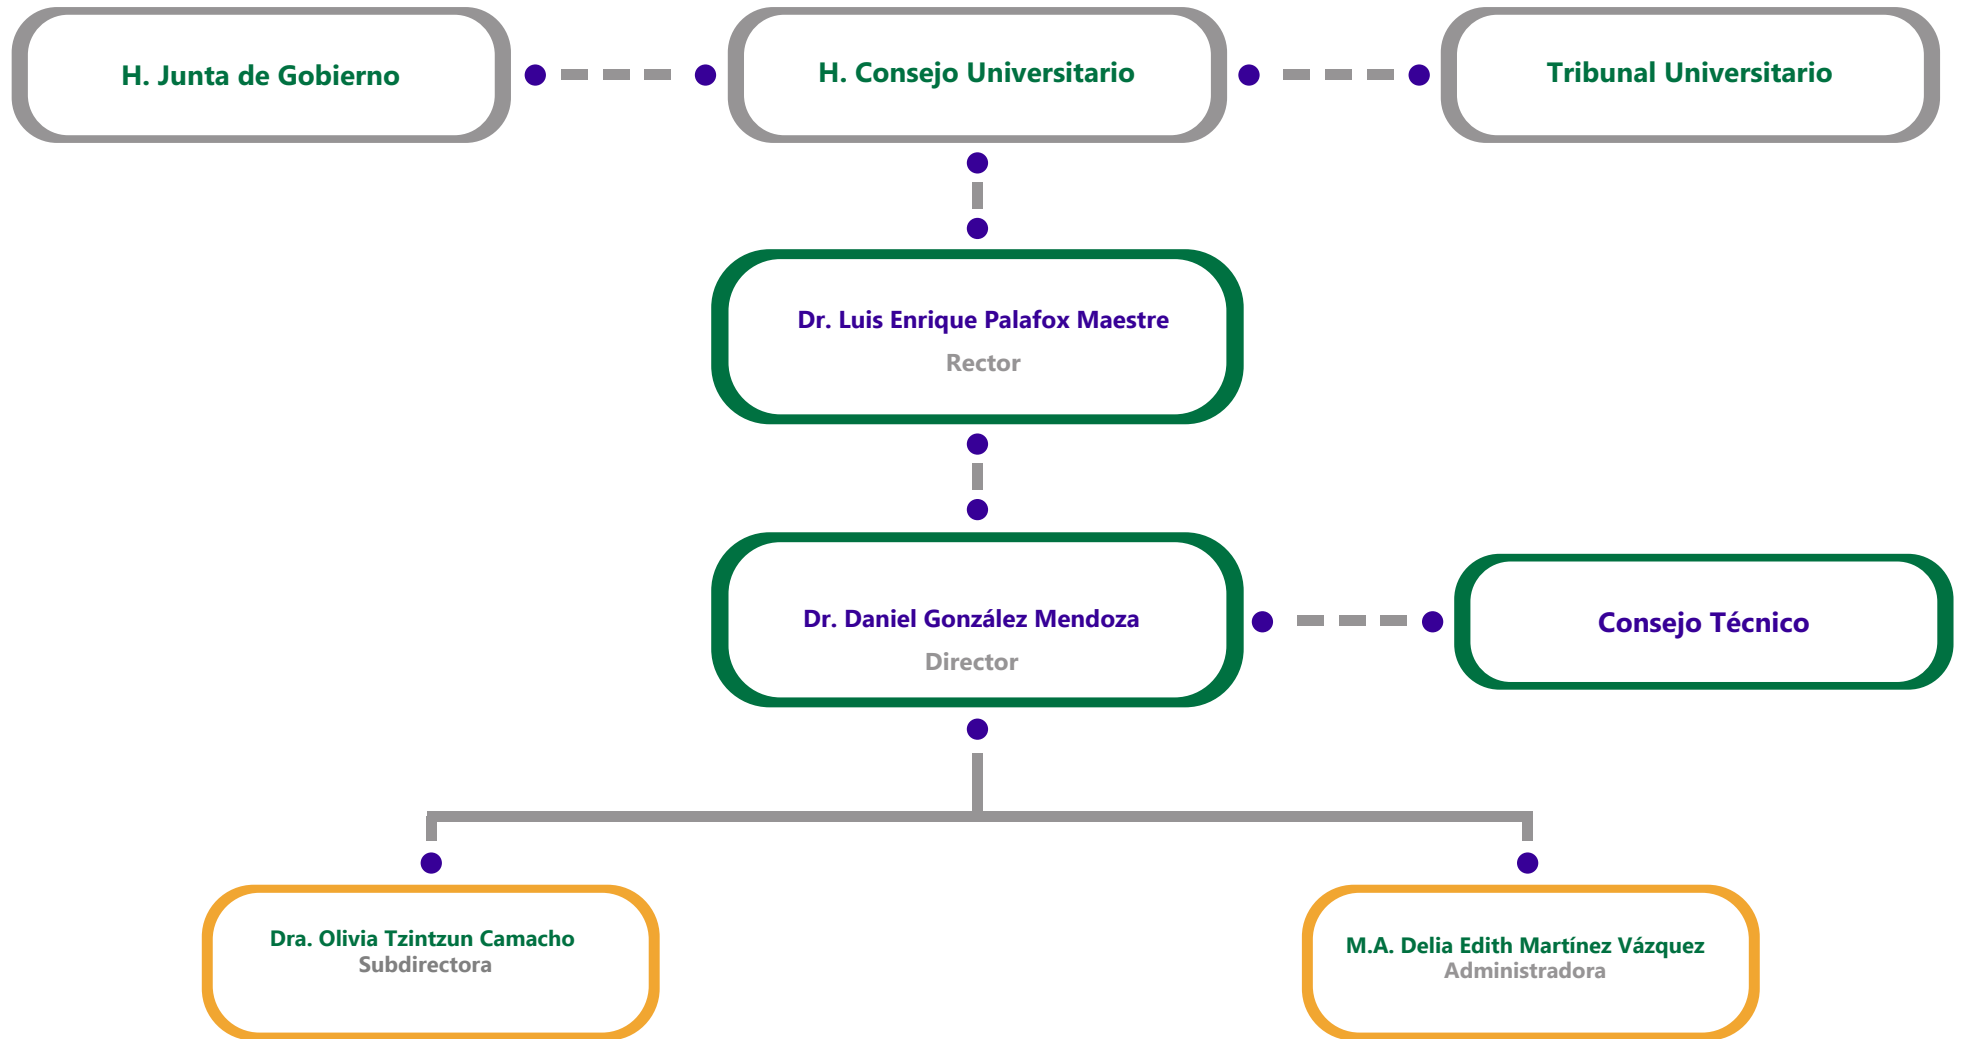 H. Junta de Gobierno
H. Consejo Universitario
Tribunal Universitario
Dr. Luis Enrique Palafox Maestre
Rector
Dr. Daniel González Mendoza
Director
Consejo Técnico
Dra. Olivia Tzintzun Camacho
Subdirectora
M.A. Delia Edith Martínez Vázquez
Administradora